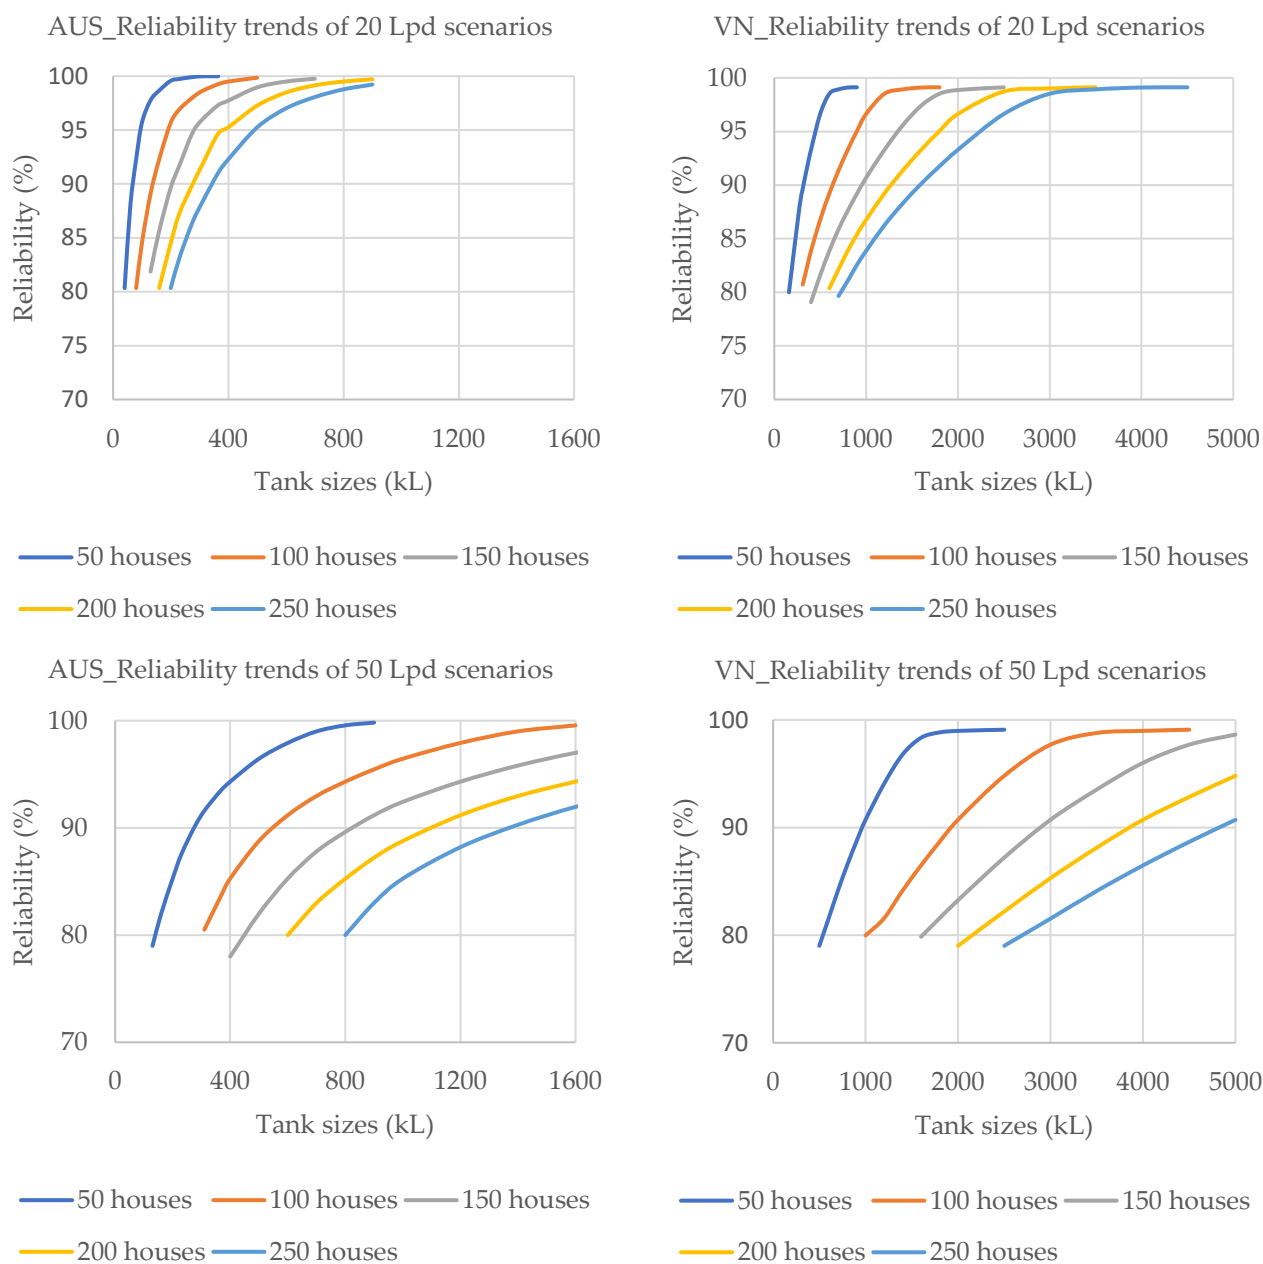 AUS_Reliability trends of 20 Lpd scenarios
Reliability (%)
100
95
90
85
80
75
70
0 400 800 1200 1600
Tank sizes (kL)
50 houses 100 houses 150 houses
200 houses 250 houses
VN_Reliability trends of 20 Lpd scenarios
Reliability (%)
100
95
90
85
80
75
70
0 1000 2000 3000 4000 5000
Tank sizes (kL)
50 houses 100 houses 150 houses
200 houses 250 houses
AUS_Reliability trends of 50 Lpd scenarios
Reliability (%)
100
90
80
70
0 400 800 1200 1600
Tank sizes (kL)
50 houses 100 houses 150 houses
200 houses 250 houses
VN_Reliability trends of 50 Lpd scenarios
Reliability (%)
100
90
80
70
0 1000 2000 3000 4000 5000
Tank sizes (kL)
50 houses 100 houses 150 houses
200 houses 250 houses